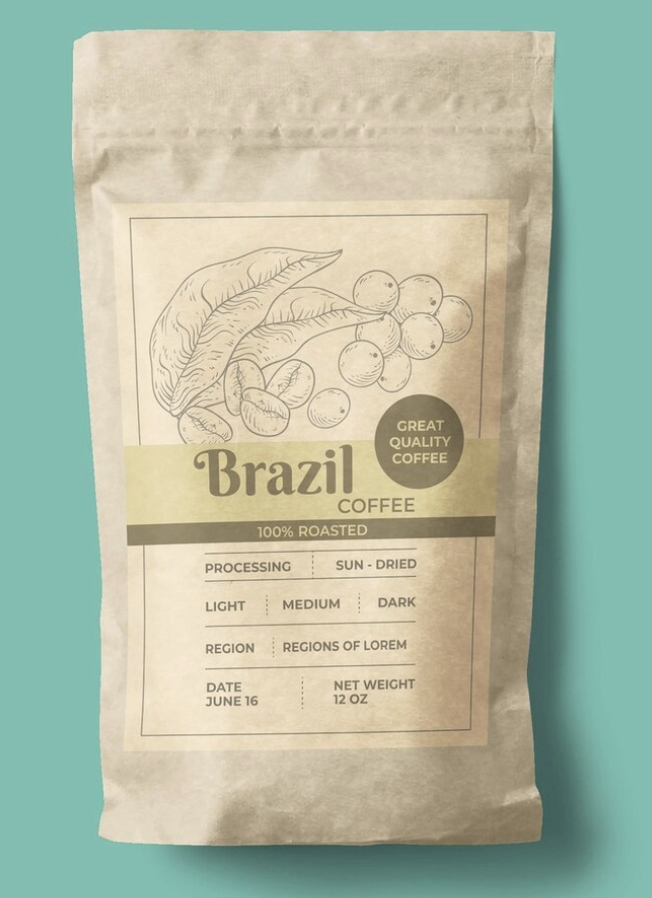 GREAT
QUALITY
COFFEE
Brazil
COFFEE
100% ROASTED
PROCESSING SUN - DRIED
LIGHT MEDIUM DARK
REGION REGIONS OF LOREM
DATE NET WEIGHT
JUNE 16 12 OZ